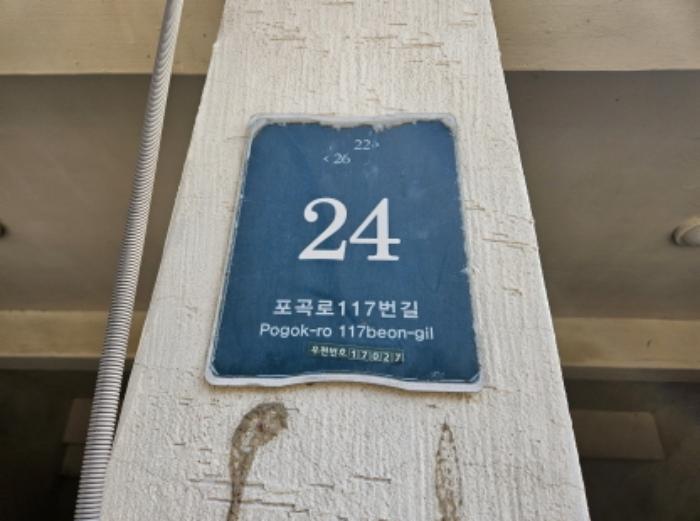 22›
‹ 26
24
포곡로117번길
Pogok-ro 117beon-gil
우편번호 17027